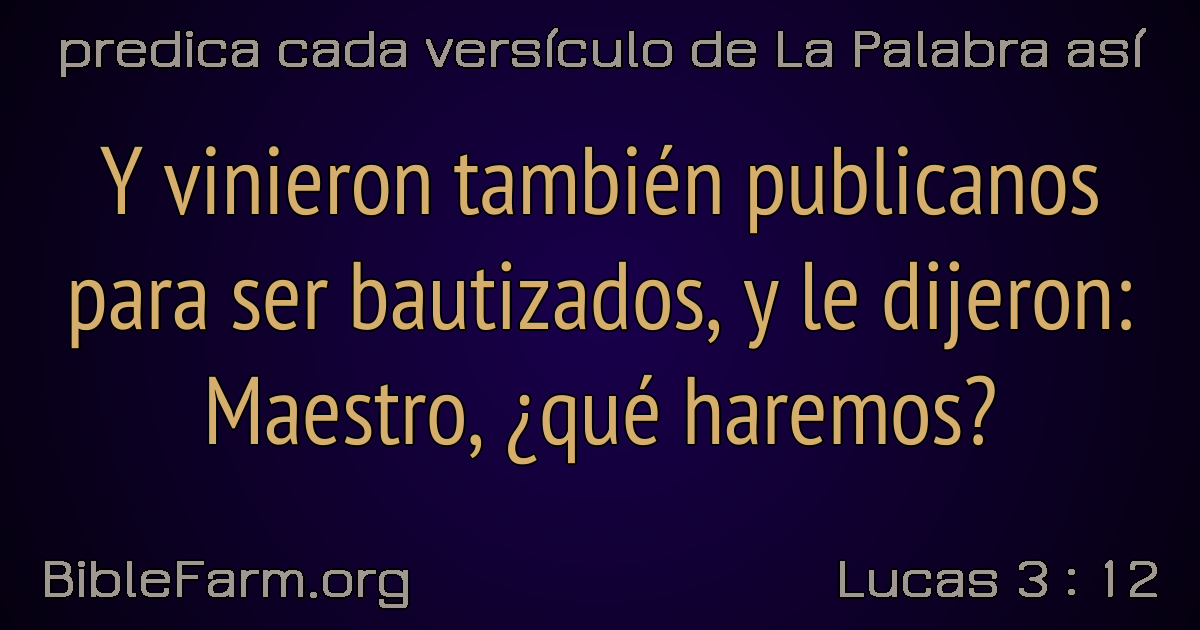 predica cada versículo de La Palabra así
Y vinieron también publicanos
para ser bautizados, y le dijeron:
Maestro, ¿qué haremos?
BibleFarm.org
Lucas 3 : 12